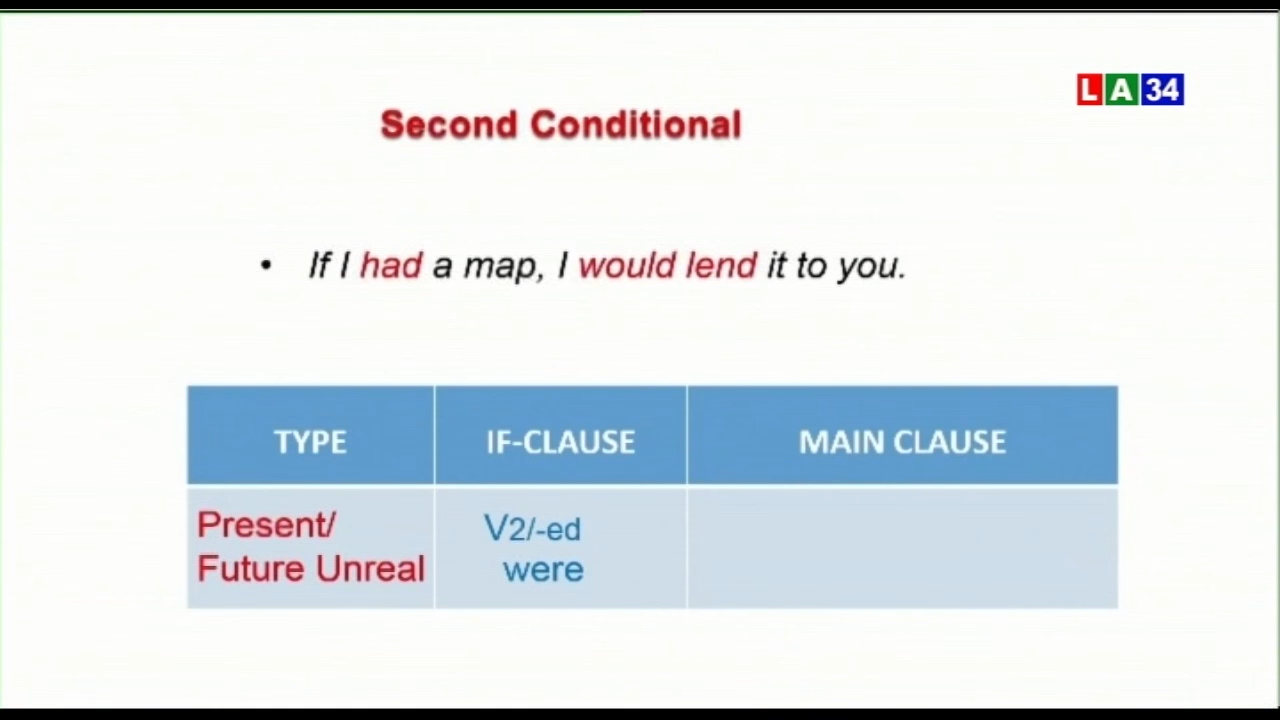 LA34
Second Conditional
• If I had a map, I would lend it to you.
TYPE IF-CLAUSE MAIN CLAUSE
Present/ V2/-ed
Future Unreal were